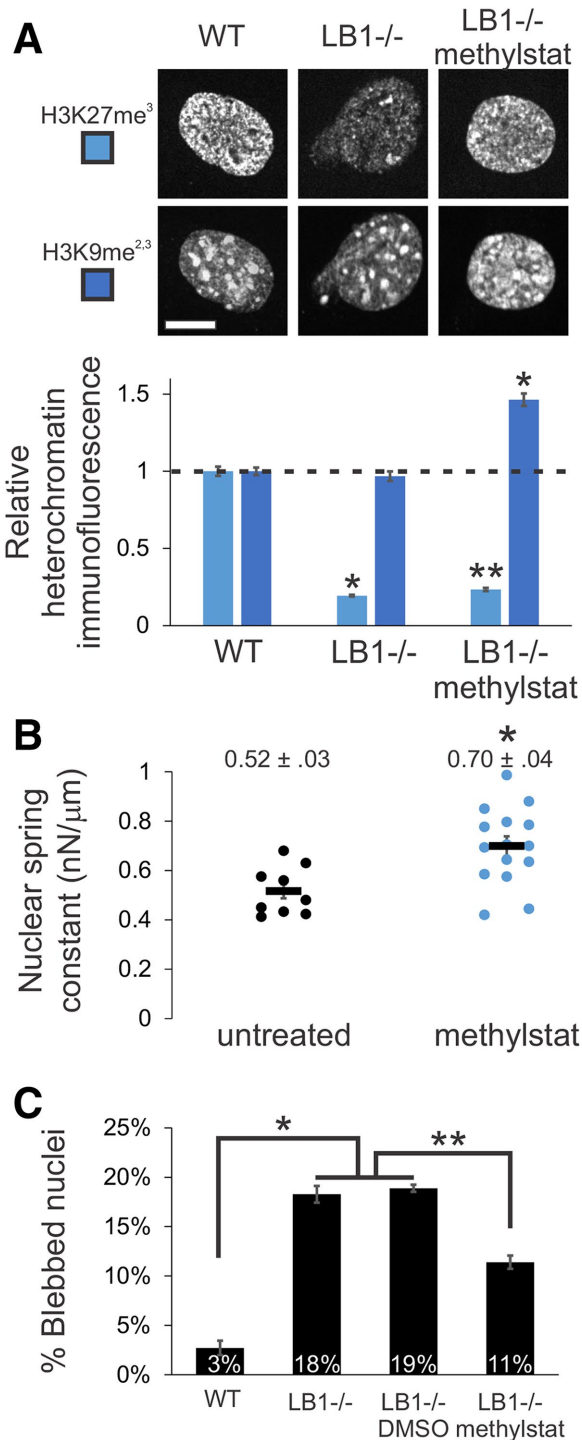 A
WT
LB1-/-
LB1-/-
methylstat
H3K27me³
H3K9me²,³
Relative
heterochromatin
immunofluorescence
1.5
1
0.5
0
*
**
*
WT
LB1-/-
LB1-/-
methylstat
B
*
0.52 ± .03
0.70 ± .04
Nuclear spring
constant (nN/μm)
1
0.8
0.6
0.4
0.2
0
untreated
methylstat
C
% Blebbed nuclei
25%
20%
15%
10%
5%
0%
*
**
3%
18%
19%
11%
WT
LB1-/-
LB1-/-
DMSO
LB1-/-
methylstat